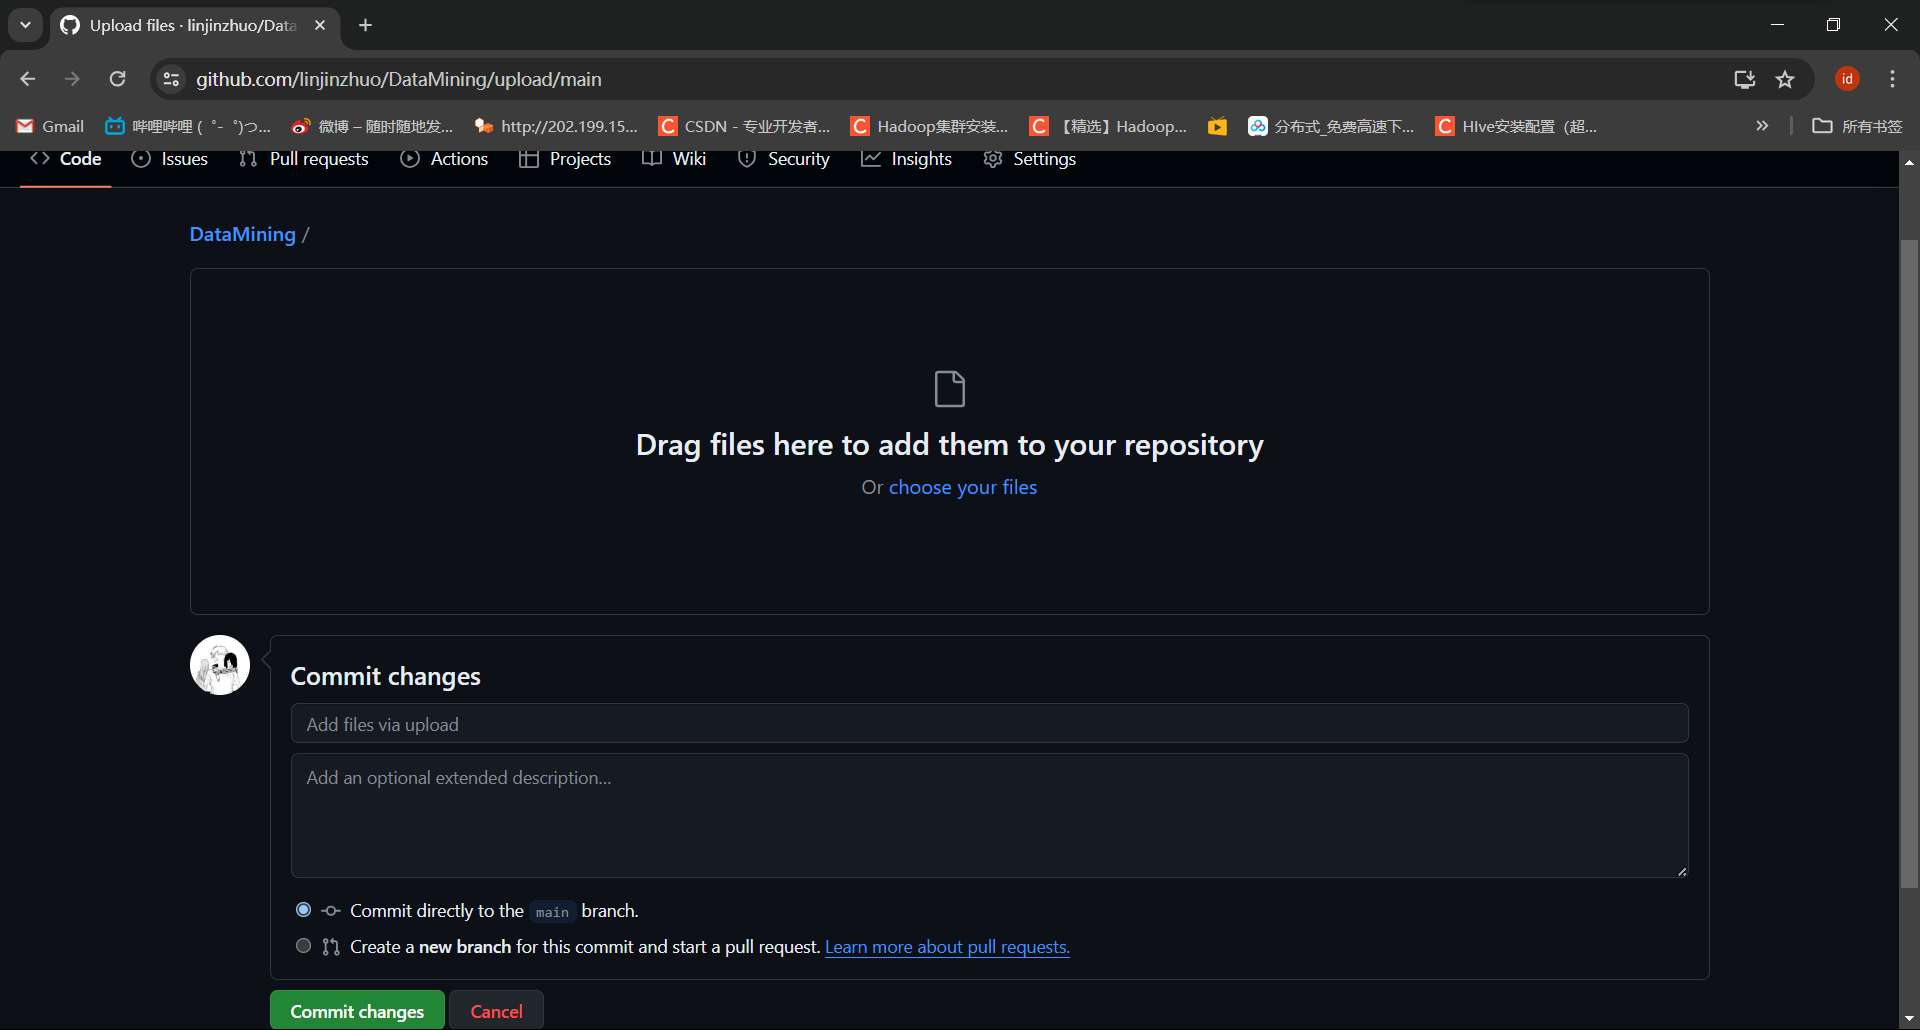 Upload files · linjinzhuo/Data
github.com/linjinzhuo/DataMining/upload/main
id
Gmail
哔哩哔哩 (゜-゜)つ...
微博 – 随时随地发...
http://202.199.15...
CSDN - 专业开发者...
Hadoop集群安装...
【精选】Hadoop...
分布式_免费高速下...
HIve安装配置（超...
所有书签
Code
Issues
Pull requests
Actions
Projects
Wiki
Security
Insights
Settings
DataMining /
Drag files here to add them to your repository
Or choose your files
Commit changes
Add files via upload
Add an optional extended description...
Commit directly to the main branch.
Create a new branch for this commit and start a pull request. Learn more about pull requests.
Commit changes
Cancel